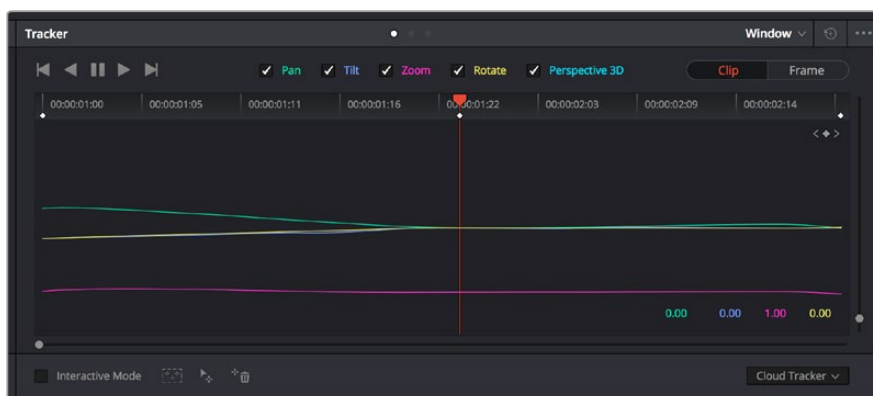 Tracker Window
Pan Tilt Zoom Rotate Perspective 3D Clip Frame
00:00:01:00 00:00:01:05 00:00:01:11 00:00:01:16 00:00:01:22 00:00:02:03 00:00:02:09 00:00:02:14
0.00 0.00 1.00 0.00
Interactive Mode Cloud Tracker